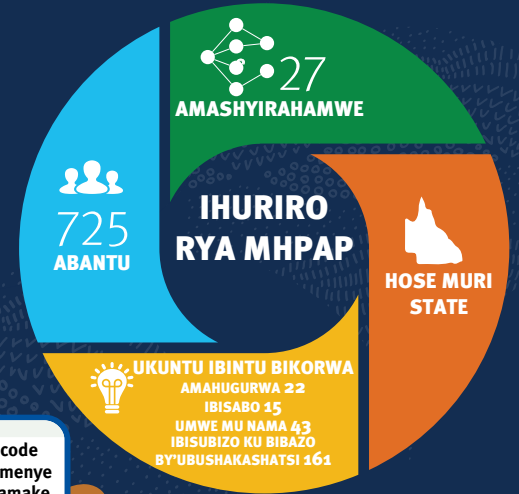 27
AMASHYIRAHAMWE
725
ABANTU
IHURIRO
RYA MHPAP
HOSE MURI
STATE
UKUNTU IBINTU BIKORWA
AMAHUGURWA 22
IBISABO 15
UMWE MU NAMA 43
IBISUBIZO KU BIBAZO
BY'UBUSHAKASHATSI 161
code
menye
amake